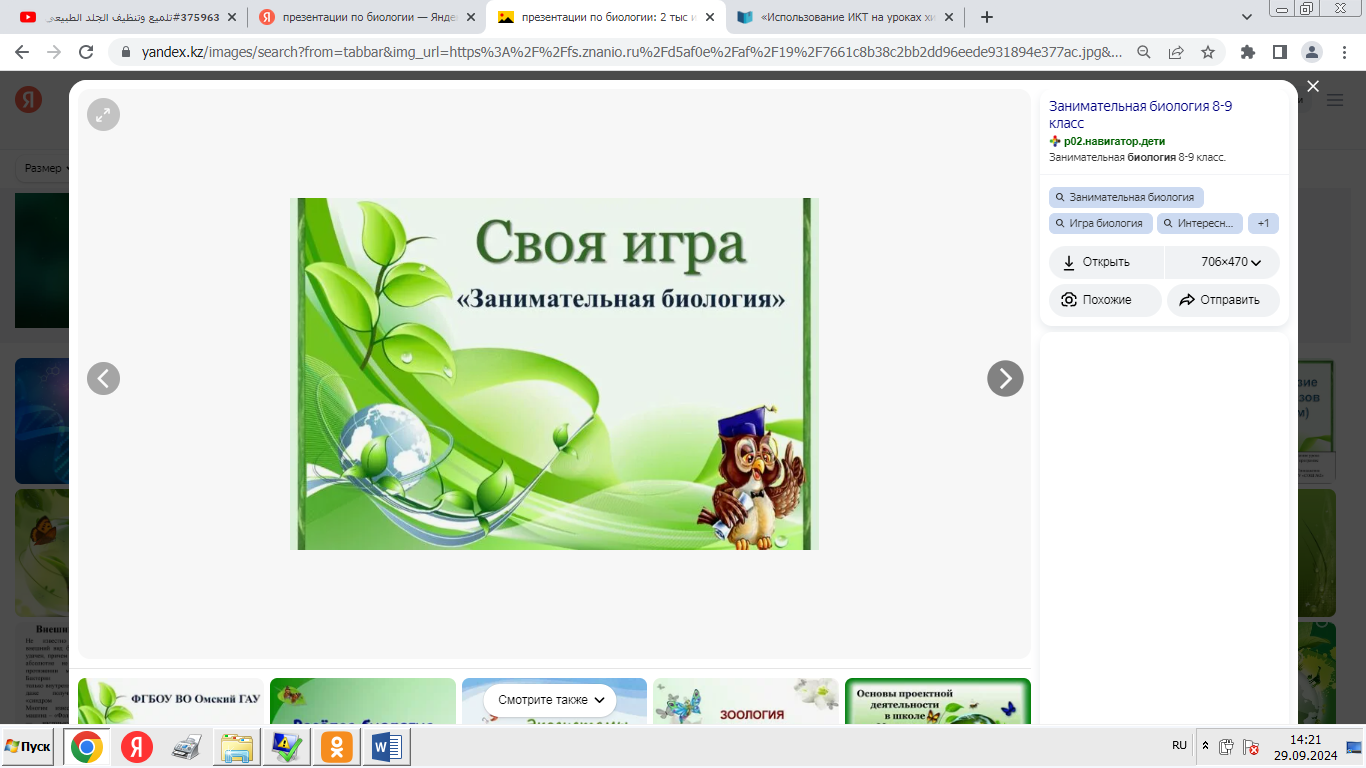 #375963تلميع وتنظيف الجلد الطبيعي
презентации по биологии — Янде
презентации по биологии: 2 тыс и
«Использование ИКТ на уроках хи
yandex.kz/images/search?from=tabbar&img_url=https%3A%2F%2Ffs.znanio.ru%2Fd5af0e%2Faf%2F19%2F7661c8b38c2bb2dd96eede931894e377ac.jpg&...
Я
Размер
Своя игра
«Занимательная биология»
Занимательная биология 8-9
класс
р02.навигатор.дети
Занимательная биология 8-9 класс.
Занимательная биология
Игра биология
Интересн...
+1
Открыть
706×470
Похожие
Отправить
Внеши
ФГБОУ ВО Омский ГАУ
Смотрите также
ЗООЛОГИЯ
Основы проектной
деятельности
в школе
Пуск
Я
RU
14:21
29.09.2024